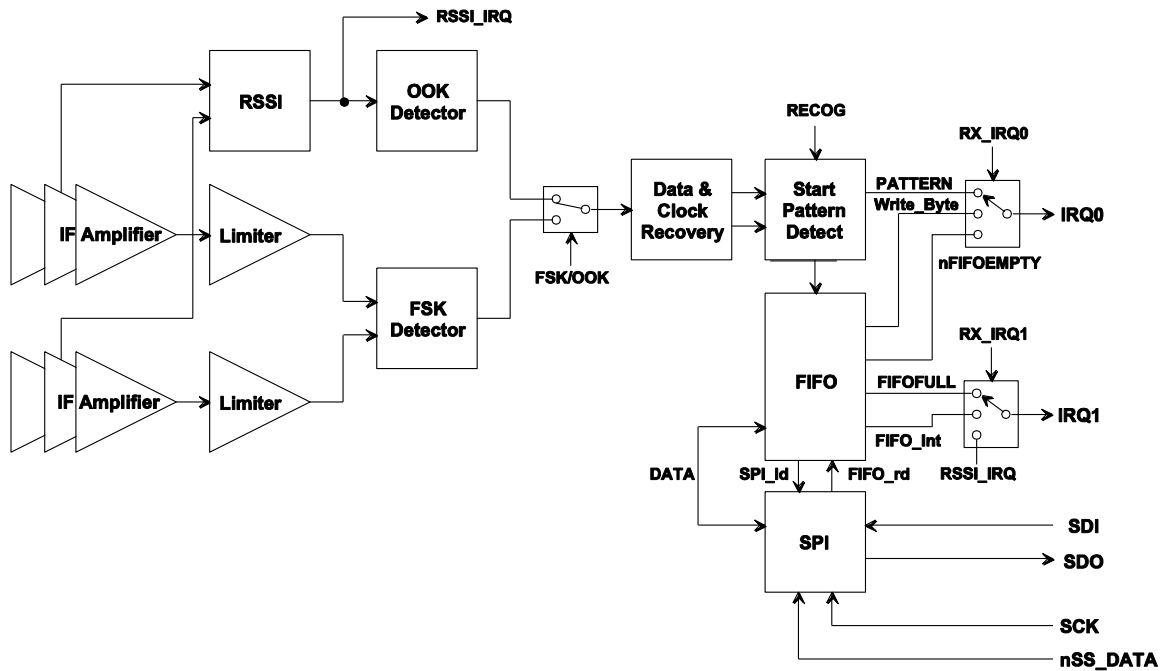 RSSI_IRQ
RSSI
OOK
Detector
RECOG
RX_IRQ0
Data &
Clock
Recovery
Start
Pattern
Detect
PATTERN
Write_Byte
IRQ0
IF Amplifier
Limiter
nFIFOEMPTY
FSK/OOK
FSK
Detector
RX_IRQ1
FIFO
FIFOFULL
IF Amplifier
Limiter
IRQ1
FIFO_Int
DATA
SPI_ld
FIFO_rd
RSSI_IRQ
SPI
SDI
SDO
SCK
nSS_DATA